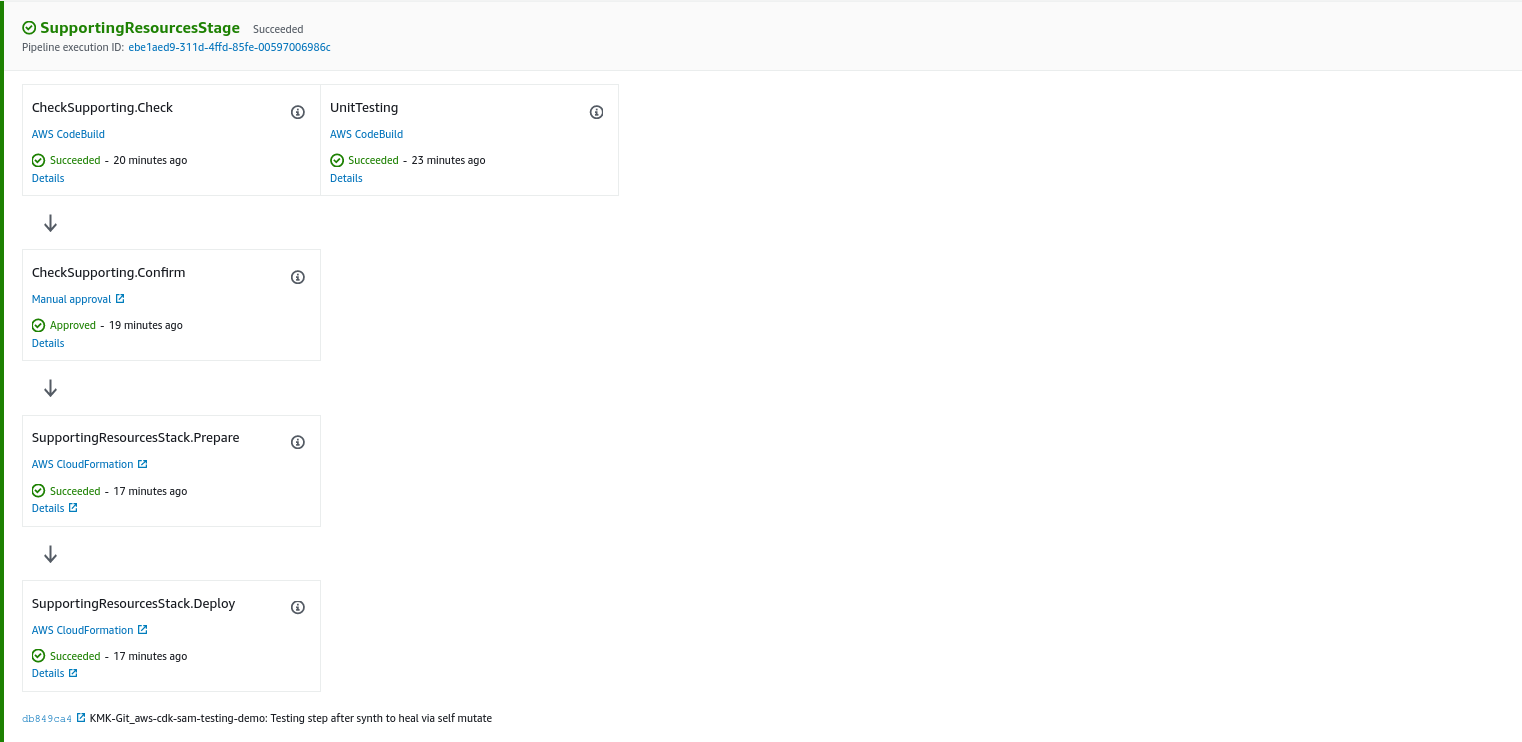 SupportingResourcesStage Succeeded
Pipeline execution ID: ebe1aed9-311d-4ffd-85fe-00597006986c
CheckSupporting.Check
AWS CodeBuild
Succeeded - 20 minutes ago
Details
UnitTesting
AWS CodeBuild
Succeeded - 23 minutes ago
Details
CheckSupporting.Confirm
Manual approval
Approved - 19 minutes ago
Details
SupportingResourcesStack.Prepare
AWS CloudFormation
Succeeded - 17 minutes ago
Details
SupportingResourcesStack.Deploy
AWS CloudFormation
Succeeded - 17 minutes ago
Details
db849ca4 KMK-Git_aws-cdk-sam-testing-demo: Testing step after synth to heal via self mutate